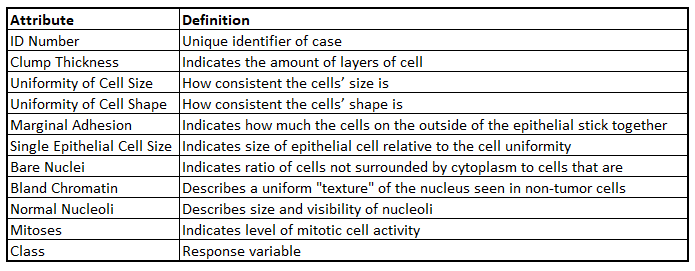 Attribute Definition
ID Number Unique identifier of case
Clump Thickness Indicates the amount of layers of cell
Uniformity of Cell Size How consistent the cells’ size is
Uniformity of Cell Shape How consistent the cells’ shape is
Marginal Adhesion Indicates how much the cells on the outside of the epithelial stick together
Single Epithelial Cell Size Indicates size of epithelial cell relative to the cell uniformity
Bare Nuclei Indicates ratio of cells not surrounded by cytoplasm to cells that are
Bland Chromatin Describes a uniform "texture" of the nucleus seen in non-tumor cells
Normal Nucleoli Describes size and visibility of nucleoli
Mitoses Indicates level of mitotic cell activity
Class Response variable